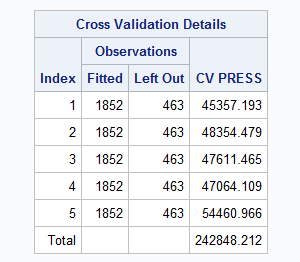 Cross Validation Details
Observations
Index Fitted Left Out CV PRESS
1 1852 463 45357.193
2 1852 463 48354.479
3 1852 463 47611.465
4 1852 463 47064.109
5 1852 463 54460.966
Total 242848.212